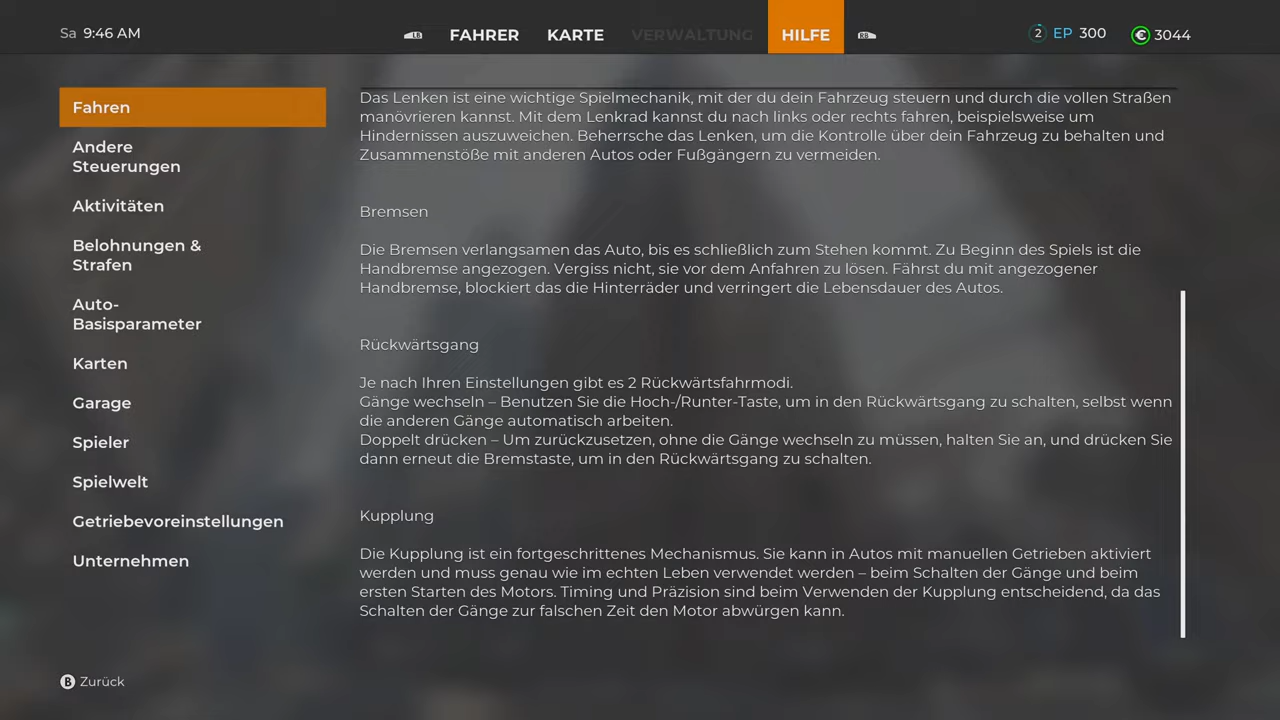 Sa 9:46 AM
LB FAHRER KARTE VERWALTUNG HILFE RB
2 EP 300 € 3044
Fahren
Andere
Steuerungen
Aktivitäten
Belohnungen &
Strafen
Auto-
Basisparameter
Karten
Garage
Spieler
Spielwelt
Getriebevoreinstellungen
Unternehmen
Das Lenken ist eine wichtige Spielmechanik, mit der du dein Fahrzeug steuern und durch die vollen Straßen
manövrieren kannst. Mit dem Lenkrad kannst du nach links oder rechts fahren, beispielsweise um
Hindernissen auszuweichen. Beherrsche das Lenken, um die Kontrolle über dein Fahrzeug zu behalten und
Zusammenstöße mit anderen Autos oder Fußgängern zu vermeiden.
Bremsen
Die Bremsen verlangsamen das Auto, bis es schließlich zum Stehen kommt. Zu Beginn des Spiels ist die
Handbremse angezogen. Vergiss nicht, sie vor dem Anfahren zu lösen. Fährst du mit angezogener
Handbremse, blockiert das die Hinterräder und verringert die Lebensdauer des Autos.
Rückwärtsgang
Je nach Ihren Einstellungen gibt es 2 Rückwärtsfahrmodi.
Gänge wechseln – Benutzen Sie die Hoch-/Runter-Taste, um in den Rückwärtsgang zu schalten, selbst wenn
die anderen Gänge automatisch arbeiten.
Doppelt drücken – Um zurückzusetzen, ohne die Gänge wechseln zu müssen, halten Sie an, und drücken Sie
dann erneut die Bremstaste, um in den Rückwärtsgang zu schalten.
Kupplung
Die Kupplung ist ein fortgeschrittenes Mechanismus. Sie kann in Autos mit manuellen Getrieben aktiviert
werden und muss genau wie im echten Leben verwendet werden – beim Schalten der Gänge und beim
ersten Starten des Motors. Timing und Präzision sind beim Verwenden der Kupplung entscheidend, da das
Schalten der Gänge zur falschen Zeit den Motor abwürgen kann.
B Zurück